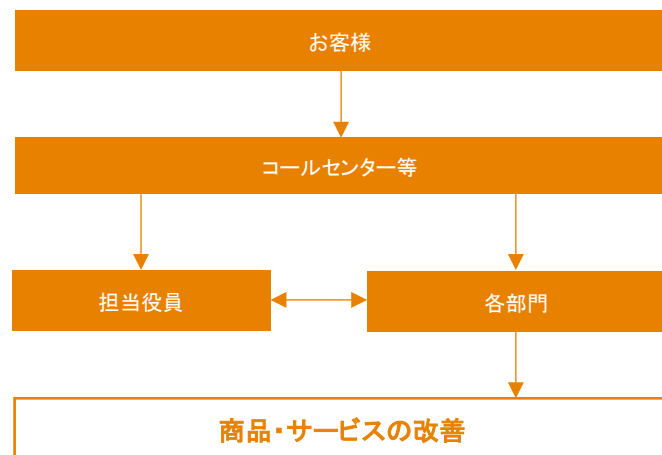 お客様
コールセンター等
担当役員
各部門
商品・サービスの改善